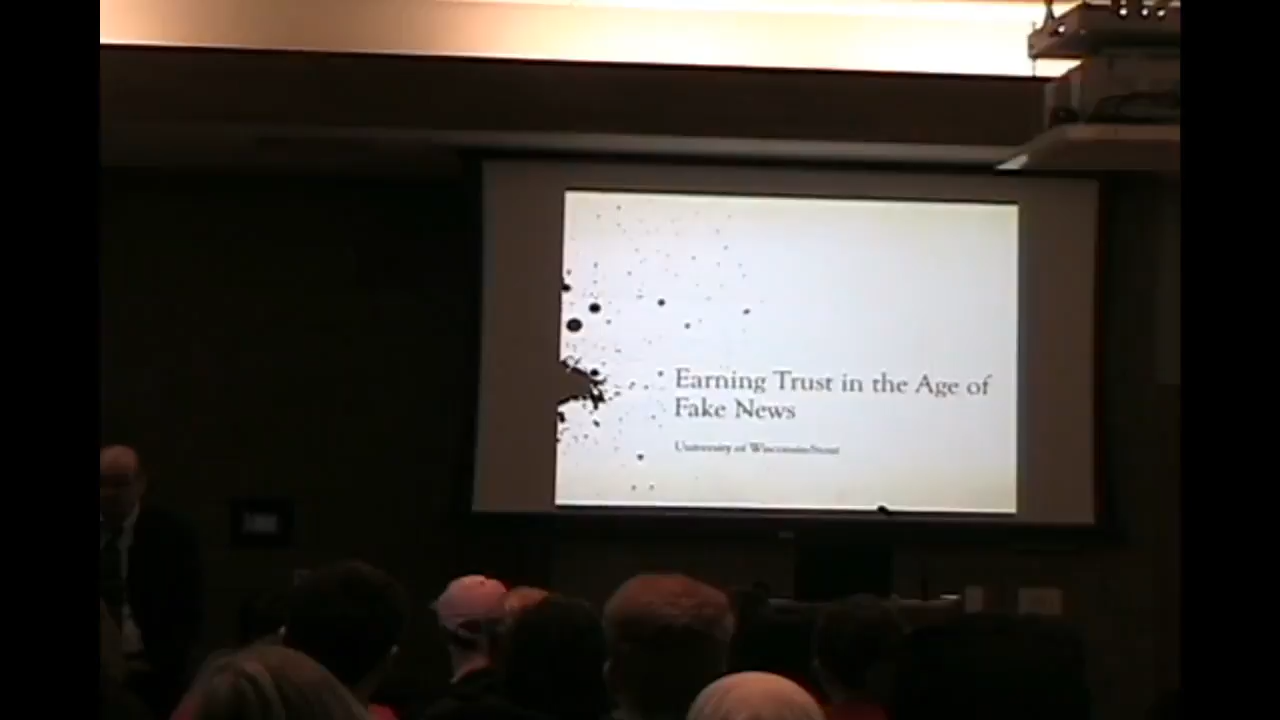 Earning Trust in the Age of
Fake News
University of Wisconsin-Stout